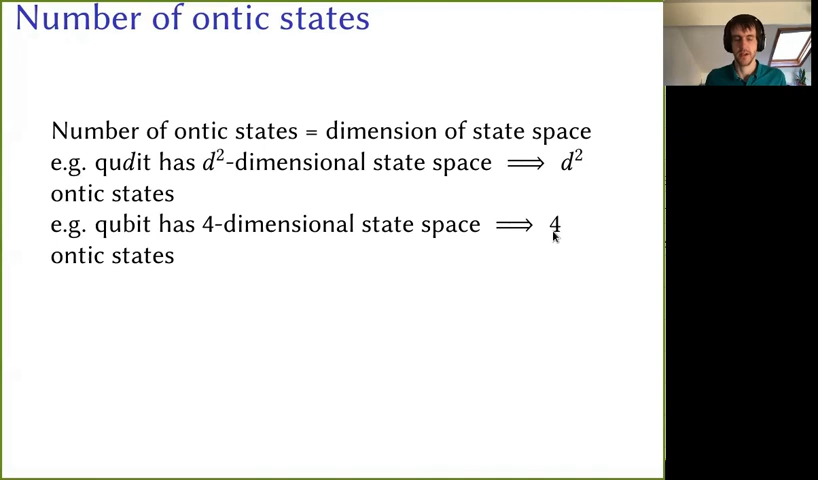 Number of ontic states
Number of ontic states = dimension of state space
e.g. qudit has d²-dimensional state space ⟹ d²
ontic states
e.g. qubit has 4-dimensional state space ⟹ 4
ontic states